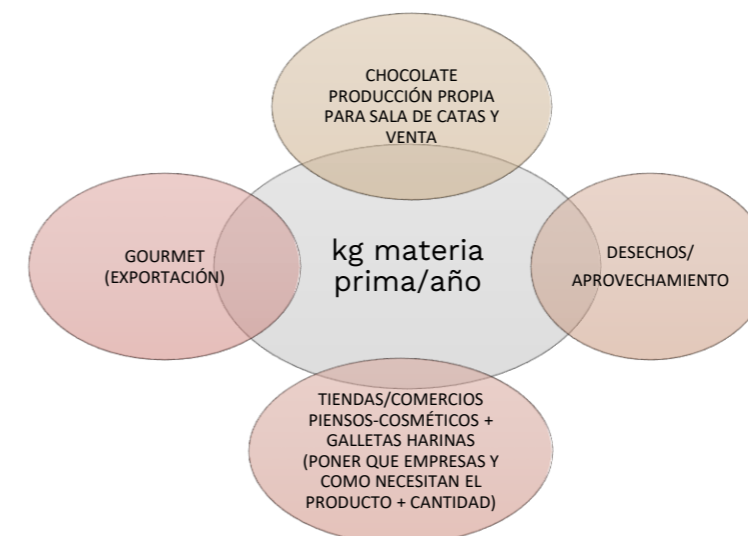 CHOCOLATE
PRODUCCIÓN PROPIA
PARA SALA DE CATAS Y
VENTA
GOURMET
(EXPORTACIÓN)
kg materia
prima/año
DESECHOS/
APROVECHAMIENTO
TIENDAS/COMERCIOS
PIENSOS-COSMÉTICOS +
GALLETAS HARINAS
(PONER QUE EMPRESAS Y
COMO NECESITAN EL
PRODUCTO + CANTIDAD)